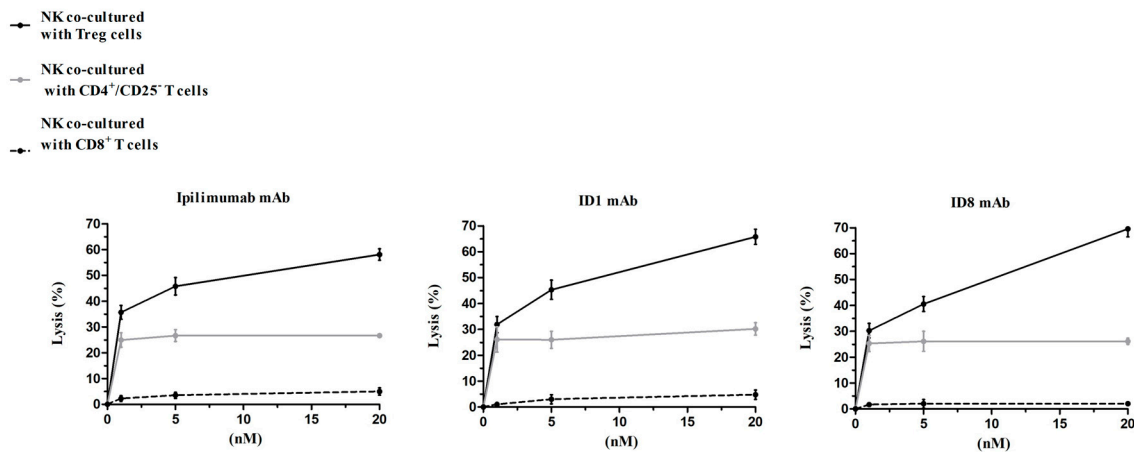 NK co-cultured
with Treg cells
NK co-cultured
with CD4⁺/CD25⁻ T cells
NK co-cultured
with CD8⁺ T cells
Ipilimumab mAb
70
60
50
40
30
20
10
0
Lysis (%)
0 5 10 15 20
(nM)
ID1 mAb
70
60
50
40
30
20
10
0
Lysis (%)
0 5 10 15 20
(nM)
ID8 mAb
70
60
50
40
30
20
10
0
Lysis (%)
0 5 10 15 20
(nM)